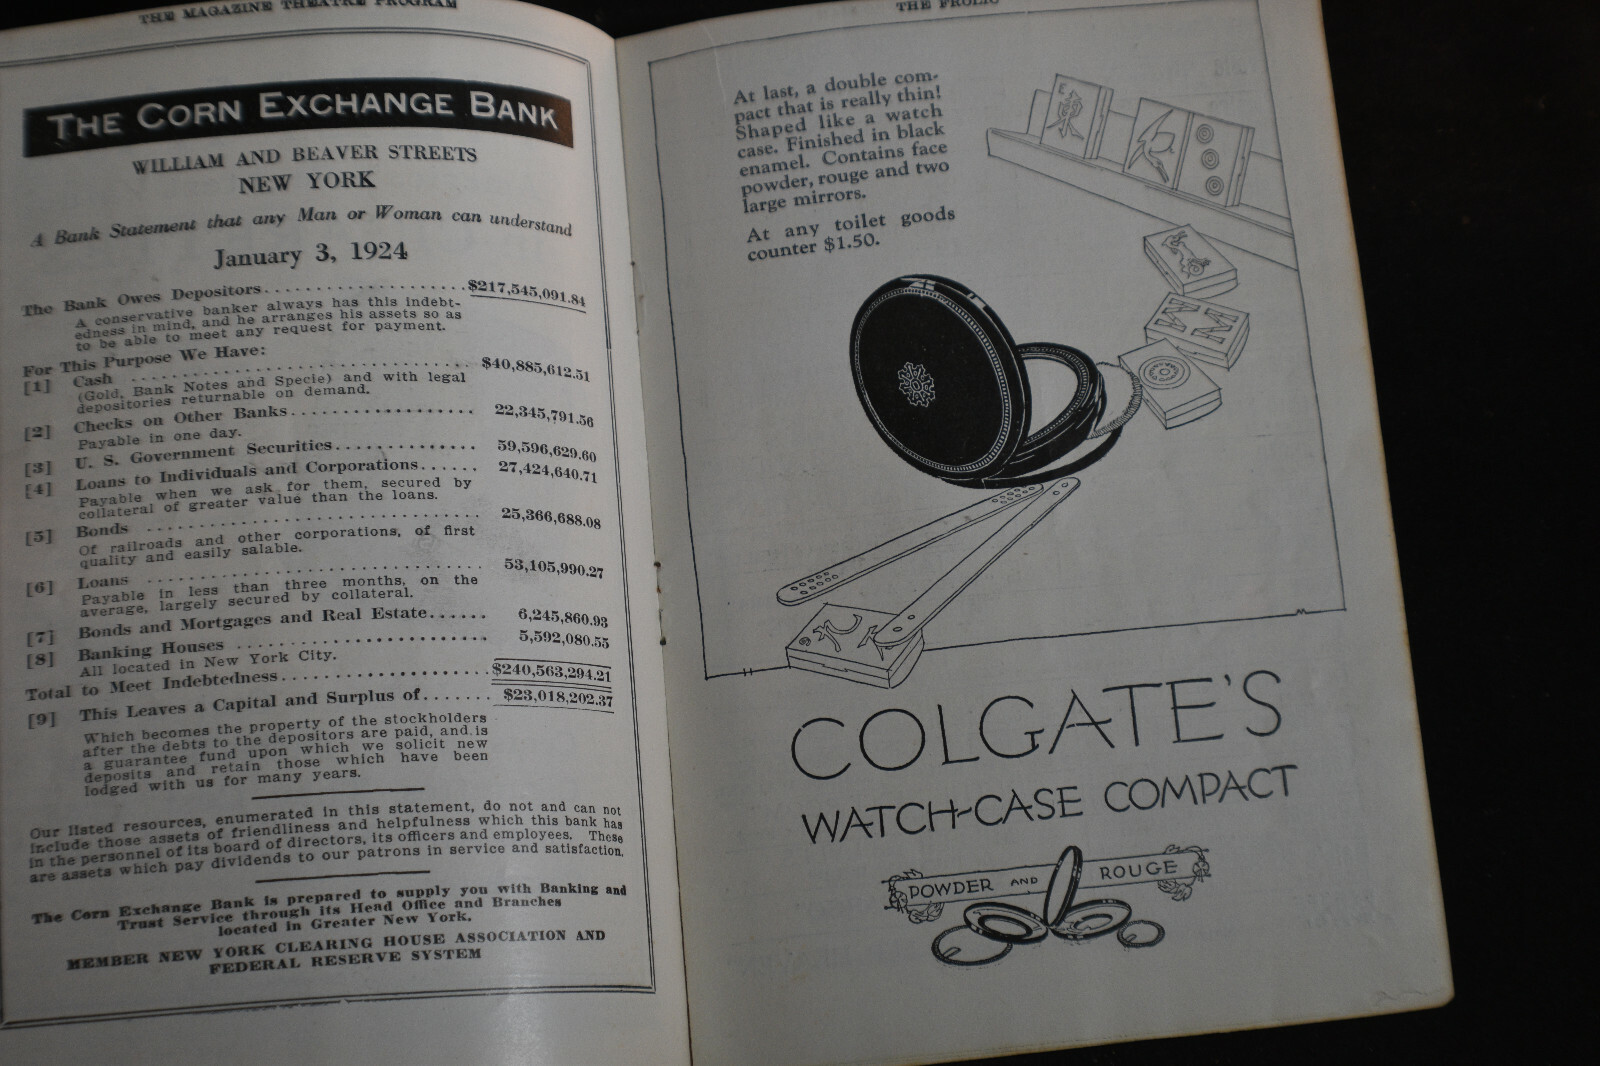 THE MAGAZINE THEATRE PROGRAM
THE CORN EXCHANGE BANK
WILLIAM AND BEAVER STREETS
NEW YORK
A Bank Statement that any Man or Woman can understand
January 3, 1924
The Bank Owes Depositors.................... $217,545,091.84
A conservative banker always has this indebt-
edness in mind, and he arranges his assets so as
to be able to meet any request for payment.
For This Purpose We Have:
[1] Cash .................................... $40,885,612.51
(Gold, Bank Notes and Specie) and with legal
depositories returnable on demand.
[2] Checks on Other Banks.................. 22,345,791.56
Payable in one day.
[3] U. S. Government Securities............. 59,596,629.60
[4] Loans to Individuals and Corporations...... 27,424,640.71
Payable when we ask for them, secured by
collateral of greater value than the loans.
[5] Bonds ................................... 25,366,688.08
Of railroads and other corporations, of first
quality and easily salable.
[6] Loans ................................... 53,105,990.27
Payable in less than three months, on the
average, largely secured by collateral.
[7] Bonds and Mortgages and Real Estate...... 6,245,860.93
[8] Banking Houses ........................ 5,592,080.55
All located in New York City.
Total to Meet Indebtedness.................... $240,563,294.21
[9] This Leaves a Capital and Surplus of....... $23,018,202.37
Which becomes the property of the stockholders
after the debts to the depositors are paid, and is
a guarantee fund upon which we solicit new
deposits and retain those which have been
lodged with us for many years.
Our listed resources, enumerated in this statement, do not and can not
include those assets of friendliness and helpfulness which this bank has
in the personnel of its board of directors, its officers and employees. These
are assets which pay dividends to our patrons in service and satisfaction.
The Corn Exchange Bank is prepared to supply you with Banking and
Trust Service through its Head Office and Branches
located in Greater New York.
MEMBER NEW YORK CLEARING HOUSE ASSOCIATION AND
FEDERAL RESERVE SYSTEM
THE FROLIC
At last, a double com-
pact that is really thin!
Shaped like a watch
case. Finished in black
enamel. Contains face
powder, rouge and two
large mirrors.
At any toilet goods
counter $1.50.
E
W
M
9
COLGATE'S
WATCH-CASE COMPACT
POWDER AND ROUGE